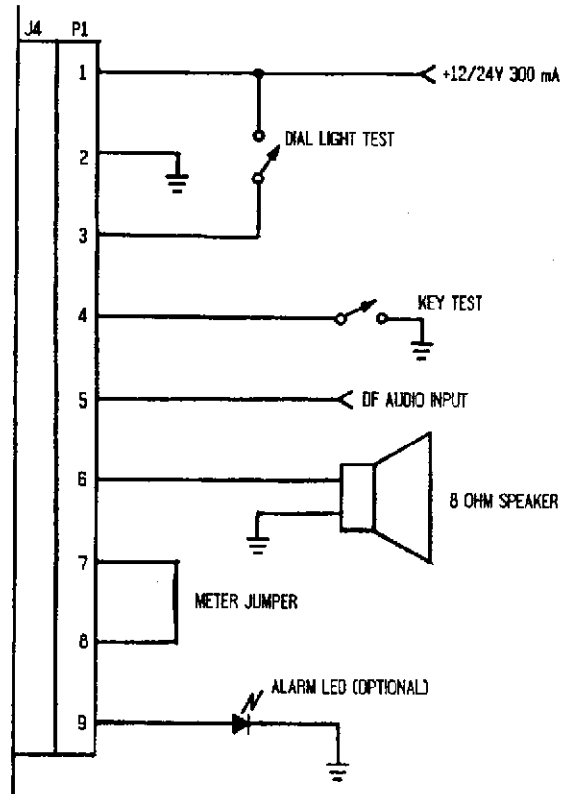 J4 P1
1 +12/24V 300 mA
DIAL LIGHT TEST
2
3
4 KEY TEST
5 DF AUDIO INPUT
6 8 OHM SPEAKER
7
METER JUMPER
8
ALARM LED (OPTIONAL)
9